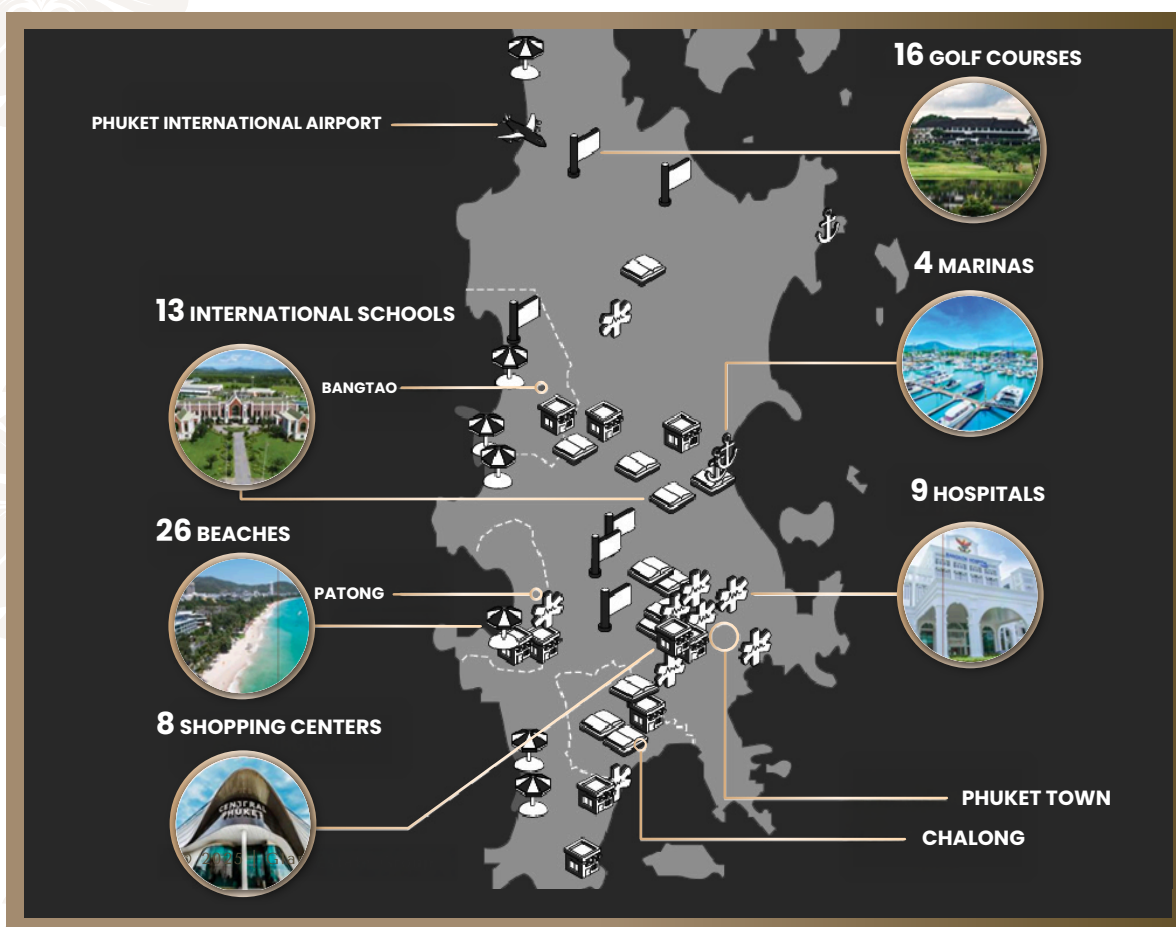 16 GOLF COURSES
PHUKET INTERNATIONAL AIRPORT
4 MARINAS
13 INTERNATIONAL SCHOOLS
BANGTAO
9 HOSPITALS
26 BEACHES
PATONG
8 SHOPPING CENTERS
CENTRAL
PHUKET
PHUKET TOWN
CHALONG